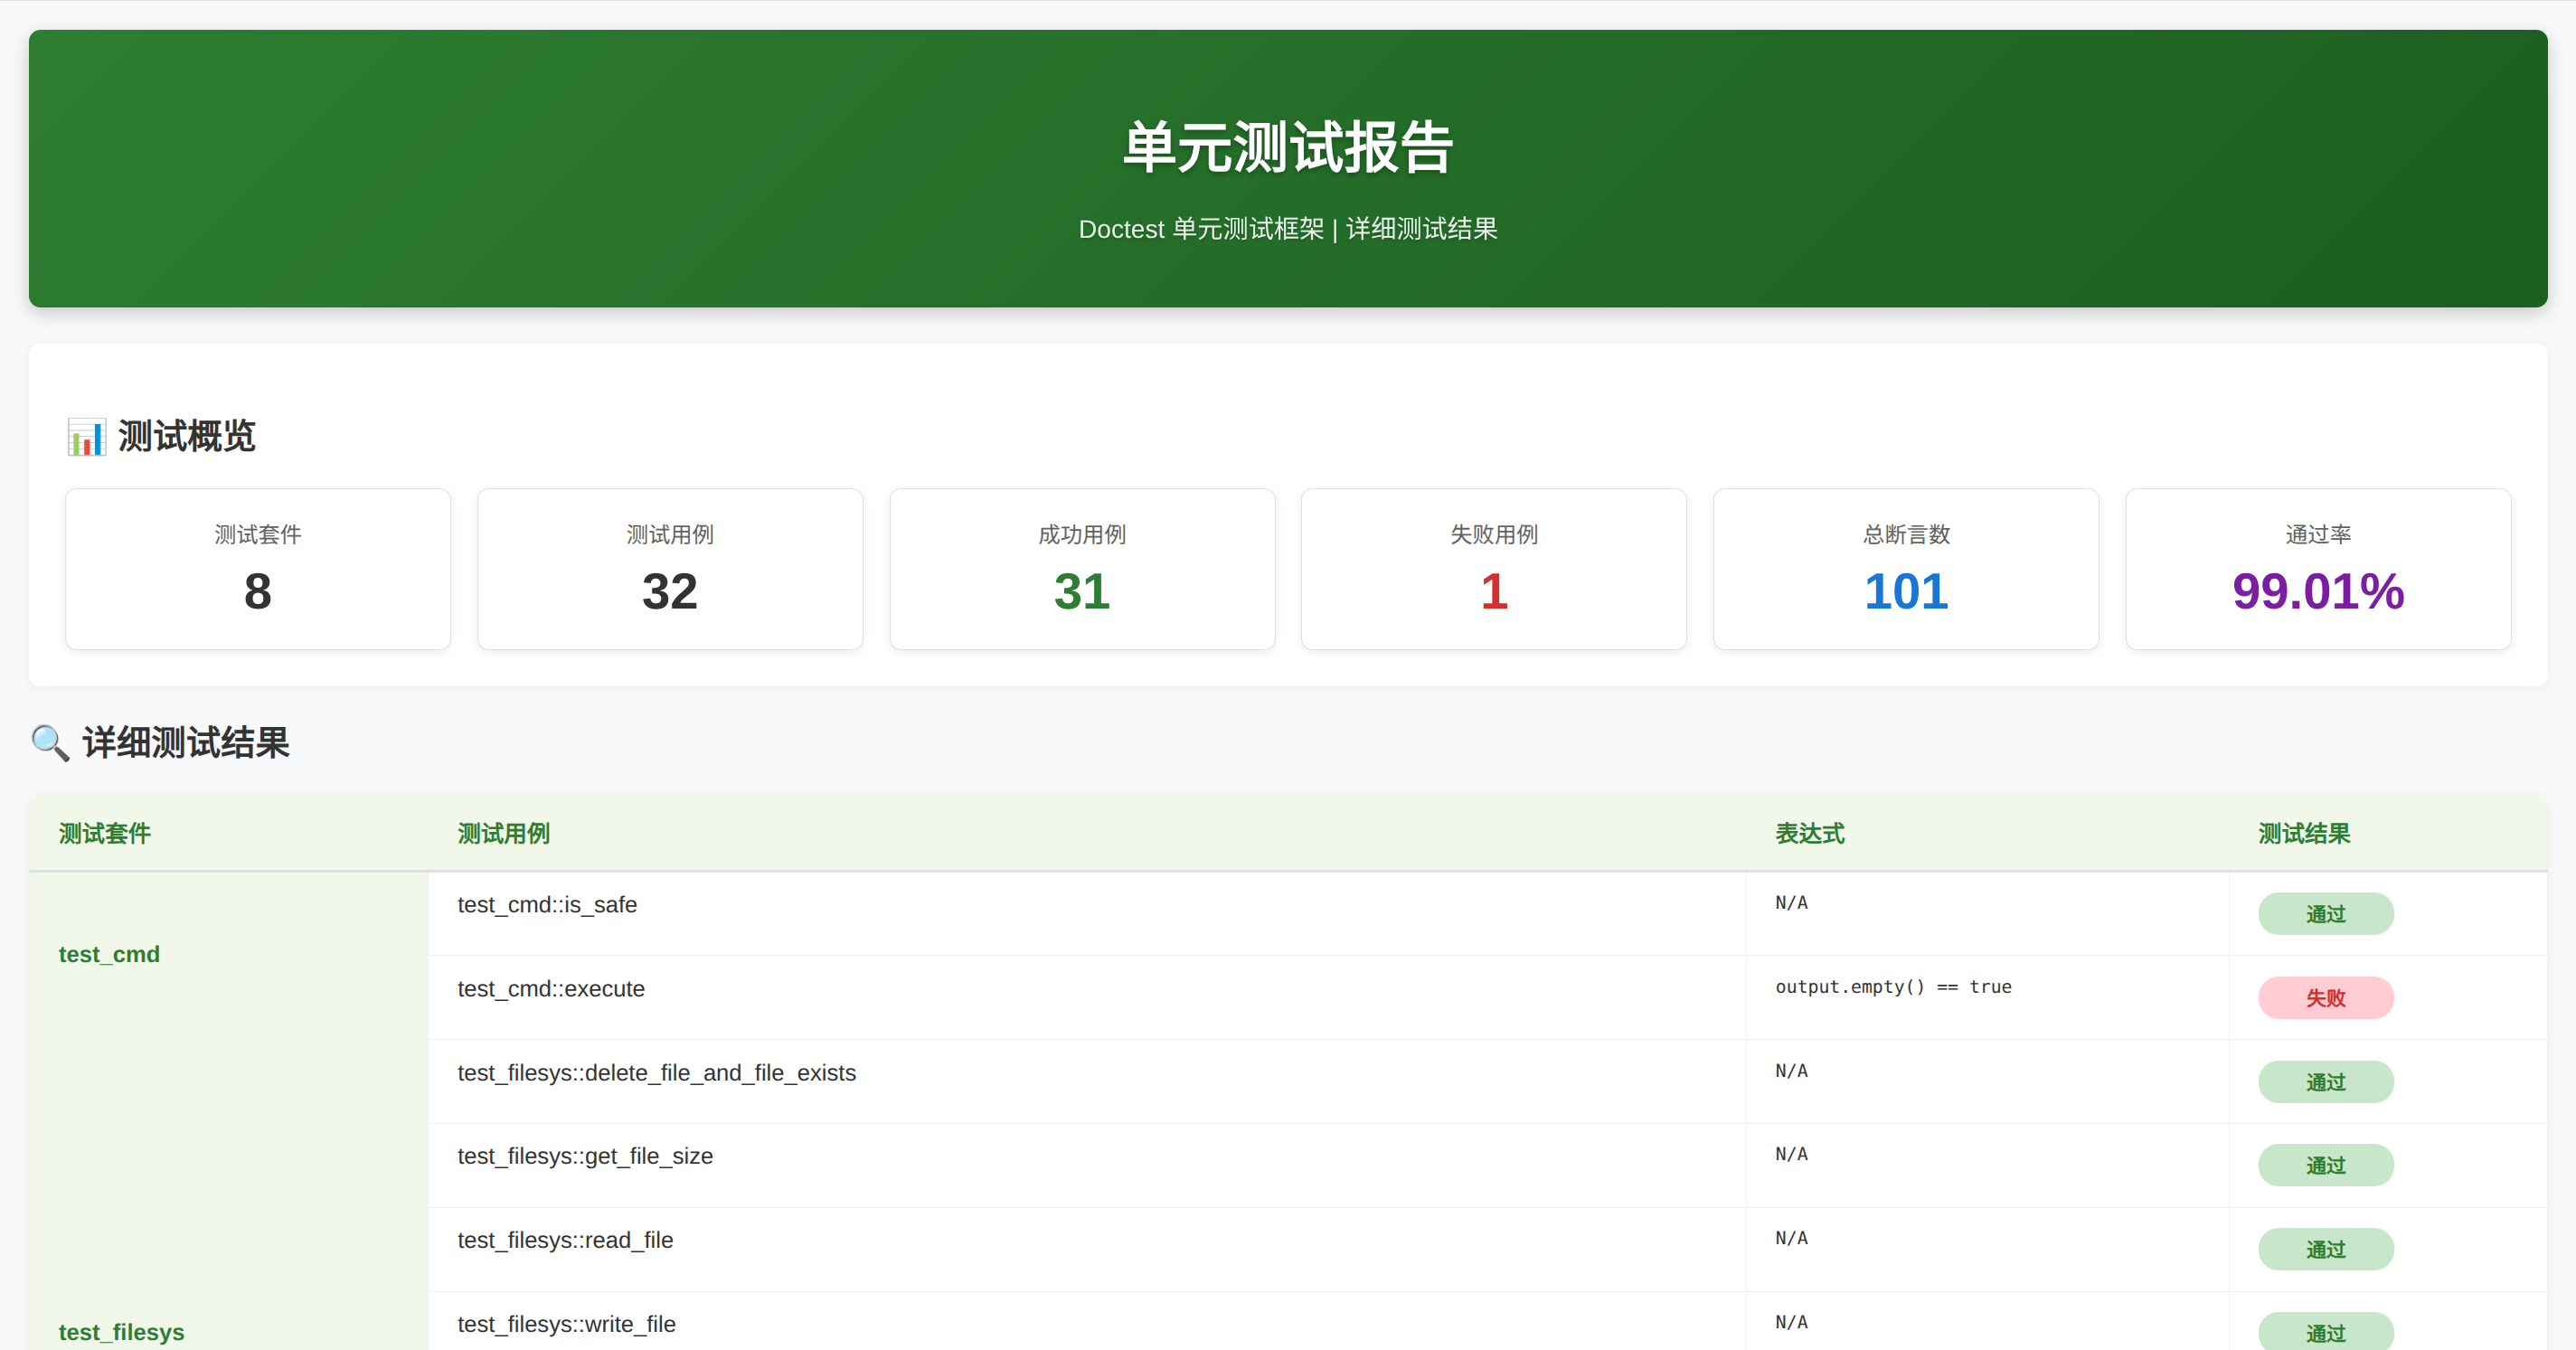 单元测试报告
Doctest 单元测试框架 | 详细测试结果
📊 测试概览
测试套件 测试用例 成功用例 失败用例 总断言数 通过率
8 32 31 1 101 99.01%
🔍 详细测试结果
测试套件 测试用例 表达式 测试结果
test_cmd::is_safe N/A 通过
test_cmd
test_cmd::execute output.empty() == true 失败
test_filesys::delete_file_and_file_exists N/A 通过
test_filesys::get_file_size N/A 通过
test_filesys::read_file N/A 通过
test_filesys::write_file N/A 通过
test_filesys